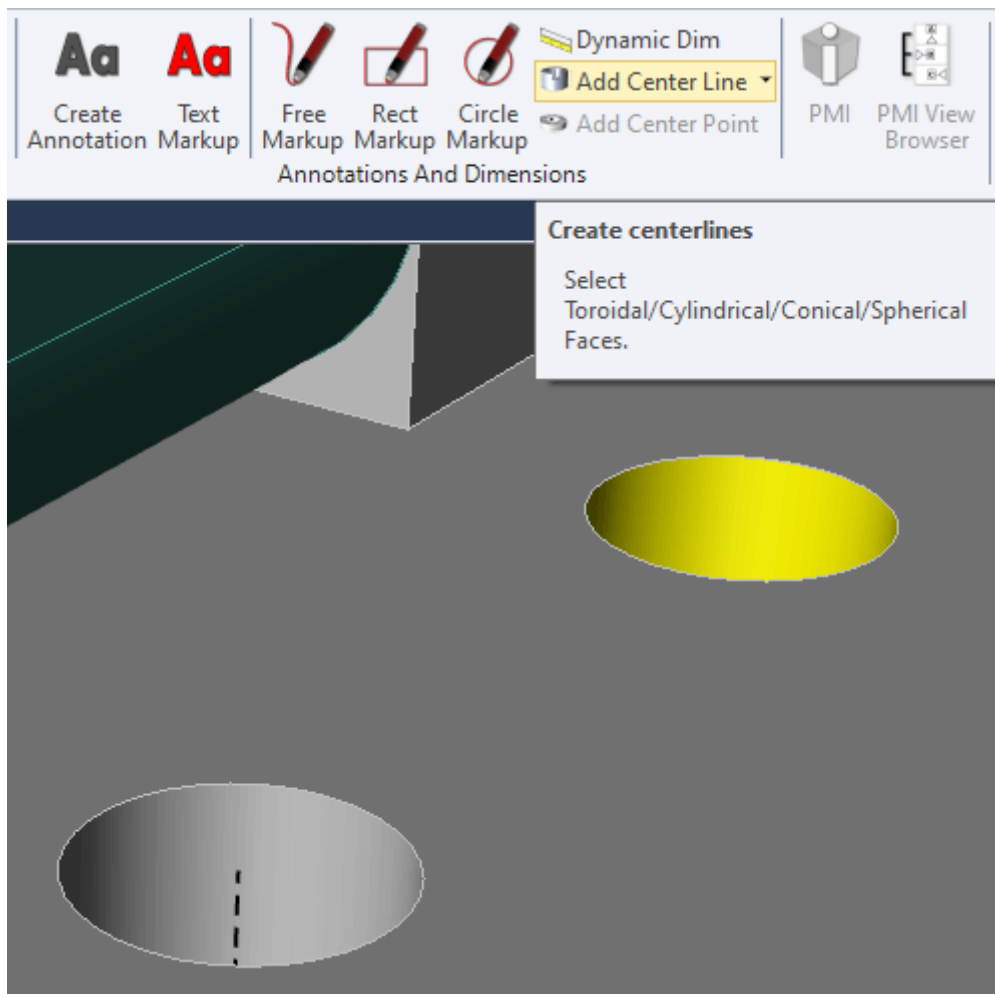 Aa
Create
Annotation
Aa
Text
Markup
Free
Markup
Rect
Markup
Circle
Markup
Dynamic Dim
Add Center Line
Add Center Point
PMI
PMI View
Browser
Annotations And Dimensions
Create centerlines
Select
Toroidal/Cylindrical/Conical/Spherical
Faces.